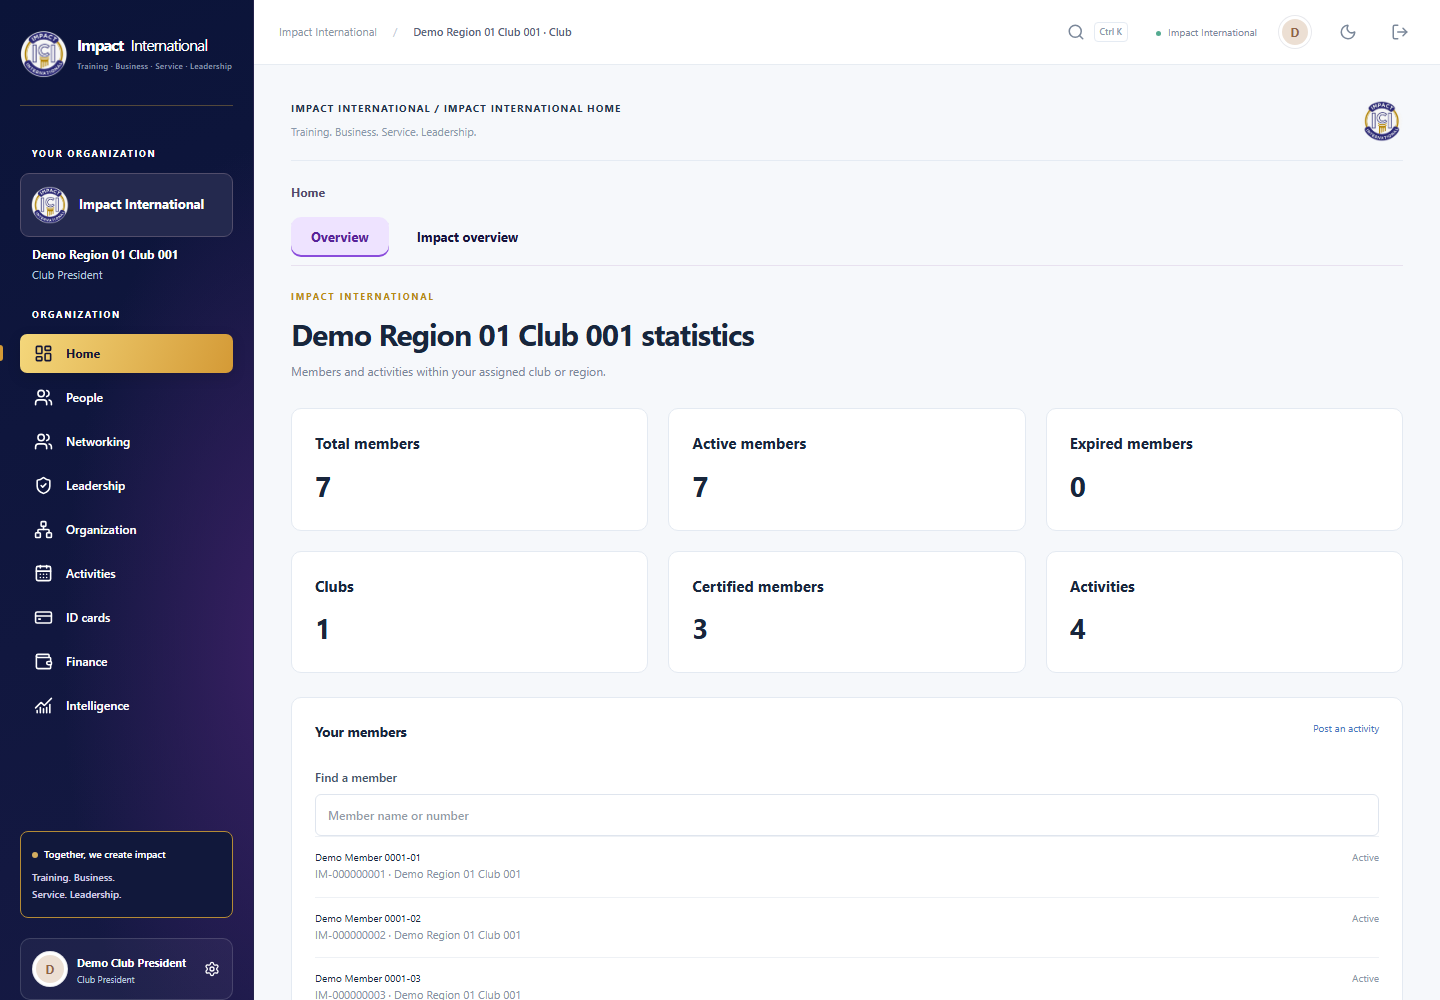 Impact International
Training · Business · Service · Leadership
YOUR ORGANIZATION
Impact International
Demo Region 01 Club 001
Club President
ORGANIZATION
Home
People
Networking
Leadership
Organization
Activities
ID cards
Finance
Intelligence
Together, we create impact
Training. Business.
Service. Leadership.
D
Demo Club President
Club President
Impact International / Demo Region 01 Club 001 · Club
Ctrl K
Impact International
D
IMPACT INTERNATIONAL / IMPACT INTERNATIONAL HOME
Training. Business. Service. Leadership.
IMPACT
ICI
INTERNATIONAL
Home
Overview
Impact overview
IMPACT INTERNATIONAL
Demo Region 01 Club 001 statistics
Members and activities within your assigned club or region.
Total members
7
Active members
7
Expired members
0
Clubs
1
Certified members
3
Activities
4
Your members
Post an activity
Find a member
Member name or number
Demo Member 0001-01
Active
IM-000000001 · Demo Region 01 Club 001
Demo Member 0001-02
Active
IM-000000002 · Demo Region 01 Club 001
Demo Member 0001-03
Active
IM-000000003 · Demo Region 01 Club 001